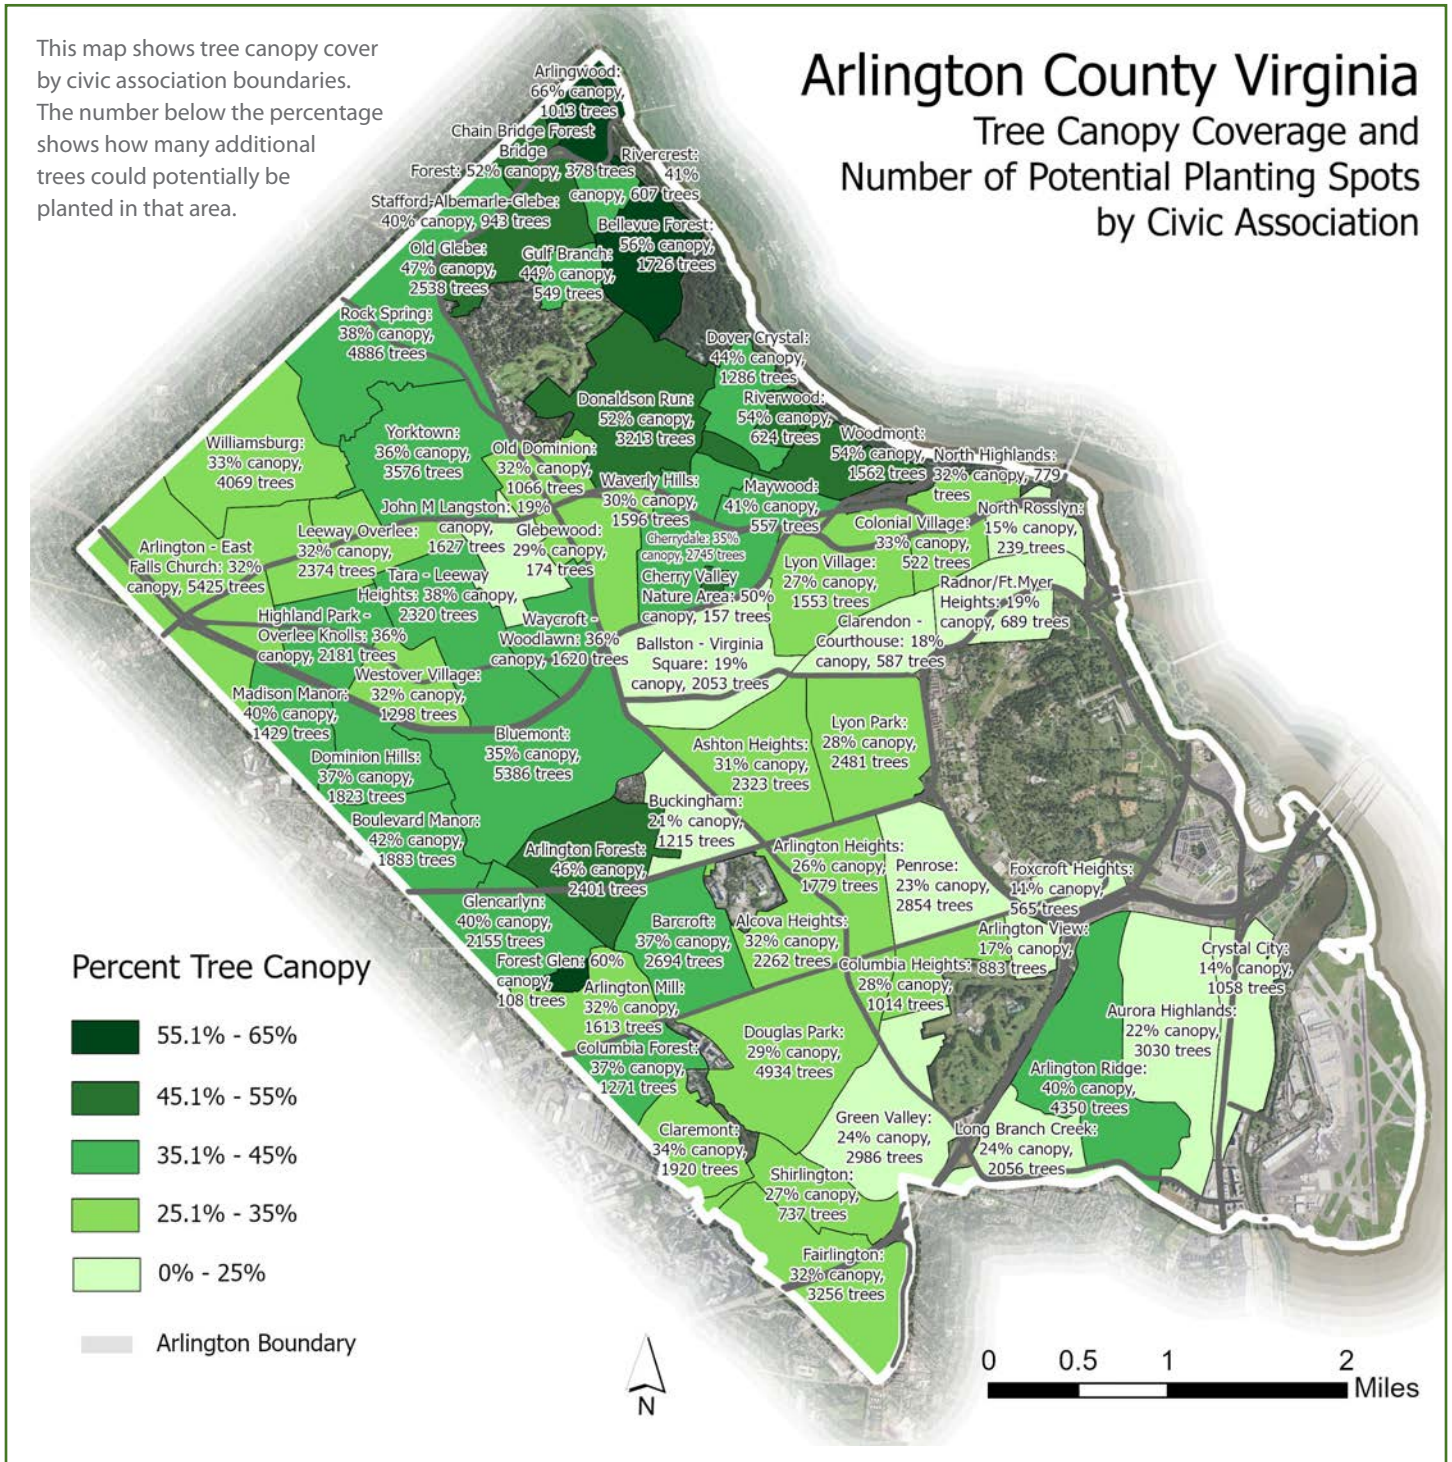 This map shows tree canopy cover
by civic association boundaries.
The number below the percentage
shows how many additional
trees could potentially be
planted in that area.
Arlington County Virginia
Tree Canopy Coverage and
Number of Potential Planting Spots
by Civic Association
Arlingwood:
66% canopy,
1013 trees
Chain Bridge Forest
Bridge
Forest: 52% canopy, 378 trees
Rivercrest:
41%
canopy, 607 trees
Stafford-Albemarle-Glebe:
40% canopy, 943 trees
Bellevue Forest:
56% canopy,
1726 trees
Old Glebe:
47% canopy,
2538 trees
Gulf Branch:
44% canopy,
549 trees
Rock Spring:
38% canopy,
4886 trees
Dover Crystal:
44% canopy,
1286 trees
Donaldson Run:
52% canopy,
3213 trees
Riverwood:
54% canopy,
624 trees
Williamsburg:
33% canopy,
4069 trees
Yorktown:
36% canopy,
3576 trees
Old Dominion:
32% canopy,
1066 trees
Woodmont:
54% canopy,
1562 trees
North Highlands:
32% canopy, 779
trees
Waverly Hills:
30% canopy,
1596 trees
Maywood:
41% canopy,
557 trees
John M Langston: 19%
canopy,
1627 trees
North Rosslyn:
15% canopy,
239 trees
Leeway Overlee:
32% canopy,
2374 trees
Glebewood:
29% canopy,
174 trees
Cherrydale: 35%
canopy, 2745 trees
Colonial Village:
33% canopy,
522 trees
Arlington - East
Falls Church: 32%
canopy, 5425 trees
Lyon Village:
27% canopy,
1553 trees
Tara - Leeway
Heights: 38% canopy,
2320 trees
Cherry Valley
Nature Area: 50%
canopy, 157 trees
Radnor/Ft.Myer
Heights: 19%
canopy, 689 trees
Highland Park -
Overlee Knolls: 36%
canopy, 2181 trees
Waycroft -
Woodlawn: 36%
canopy, 1620 trees
Clarendon -
Courthouse: 18%
canopy, 587 trees
Ballston - Virginia
Square: 19%
canopy, 2053 trees
Westover Village:
32% canopy,
1298 trees
Madison Manor:
40% canopy,
1429 trees
Lyon Park:
28% canopy,
2481 trees
Bluemont:
35% canopy,
5386 trees
Ashton Heights:
31% canopy,
2323 trees
Dominion Hills:
37% canopy,
1823 trees
Buckingham:
21% canopy,
1215 trees
Boulevard Manor:
42% canopy,
1883 trees
Arlington Forest:
46% canopy,
2401 trees
Arlington Heights:
26% canopy,
1779 trees
Penrose:
23% canopy,
2854 trees
Foxcroft Heights:
11% canopy,
565 trees
Glencarlyn:
40% canopy,
2155 trees
Barcroft:
37% canopy,
2694 trees
Alcova Heights:
32% canopy,
2262 trees
Arlington View:
17% canopy,
883 trees
Crystal City:
14% canopy,
1058 trees
Forest Glen: 60%
canopy,
108 trees
Columbia Heights:
28% canopy,
1014 trees
Arlington Mill:
32% canopy,
1613 trees
Aurora Highlands:
22% canopy,
3030 trees
Douglas Park:
29% canopy,
4934 trees
Columbia Forest:
37% canopy,
1271 trees
Arlington Ridge:
40% canopy,
4350 trees
Green Valley:
24% canopy,
2986 trees
Long Branch Creek:
24% canopy,
2056 trees
Claremont:
34% canopy,
1920 trees
Shirlington:
27% canopy,
737 trees
Fairlington:
32% canopy,
3256 trees
Percent Tree Canopy
55.1% - 65%
45.1% - 55%
35.1% - 45%
25.1% - 35%
0% - 25%
Arlington Boundary
N
0 0.5 1 2
Miles